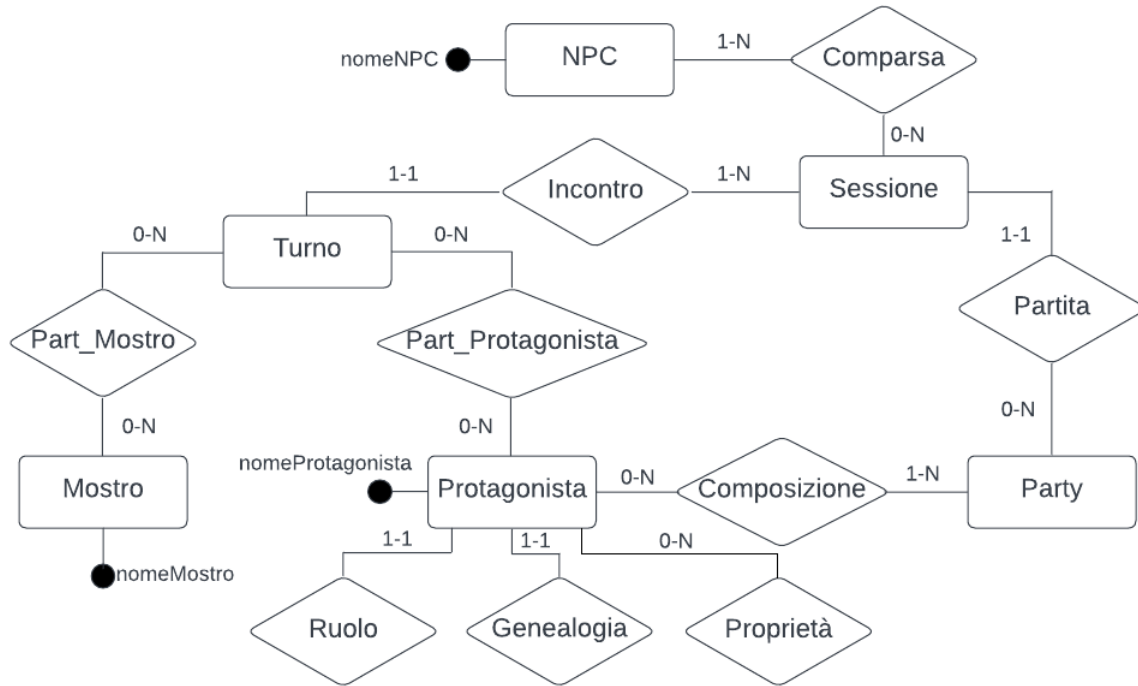 nomeNPC
NPC
1-N
Comparsa
0-N
1-1
Incontro
1-N
Sessione
0-N
Turno
0-N
1-1
Part_Mostro
Part_Protagonista
Partita
0-N
0-N
0-N
nomeProtagonista
Mostro
Protagonista
0-N
Composizione
1-N
Party
nomeMostro
1-1
1-1
0-N
Ruolo
Genealogia
Proprietà